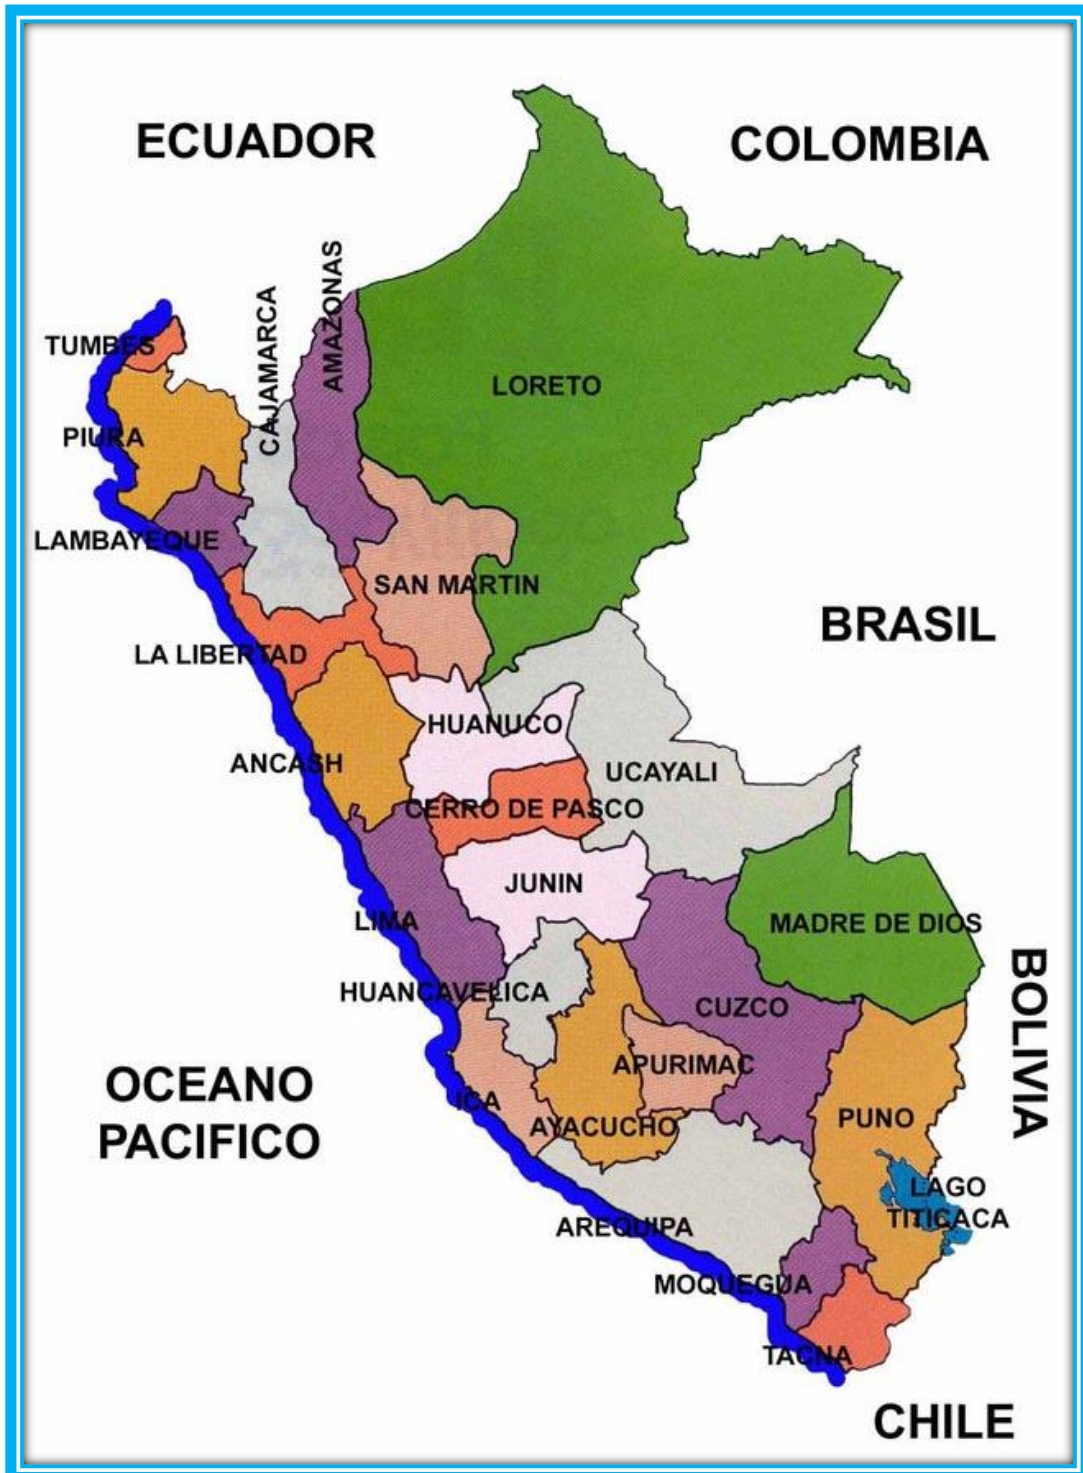 ECUADOR
COLOMBIA
AMAZONAS
CAJAMARCA
TUMBES
LORETO
PIURA
LAMBAYEQUE
SAN MARTIN
BRASIL
LA LIBERTAD
HUANUCO
ANCASH
UCAYALI
CERRO DE PASCO
JUNIN
LIMA
MADRE DE DIOS
HUANCAVELICA
CUZCO
BOLIVIA
APURIMAC
OCEANO
PACIFICO
ICA
AYACUCHO
PUNO
LAGO
TITICACA
AREQUIPA
MOQUEGUA
TACNA
CHILE